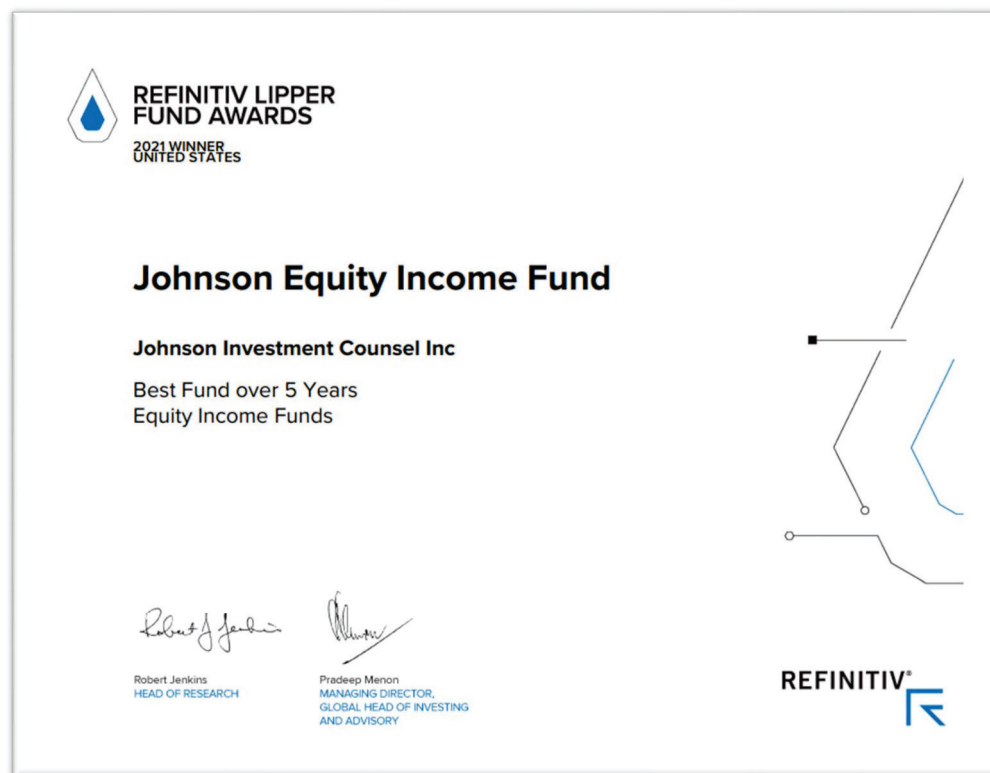 REFINITIV LIPPER
FUND AWARDS
2021 WINNER
UNITED STATES
Johnson Equity Income Fund
Johnson Investment Counsel Inc
Best Fund over 5 Years
Equity Income Funds
Robert J Jenkins
Robert Jenkins
HEAD OF RESEARCH
Pradeep Menon
MANAGING DIRECTOR,
GLOBAL HEAD OF INVESTING
AND ADVISORY
REFINITIV®